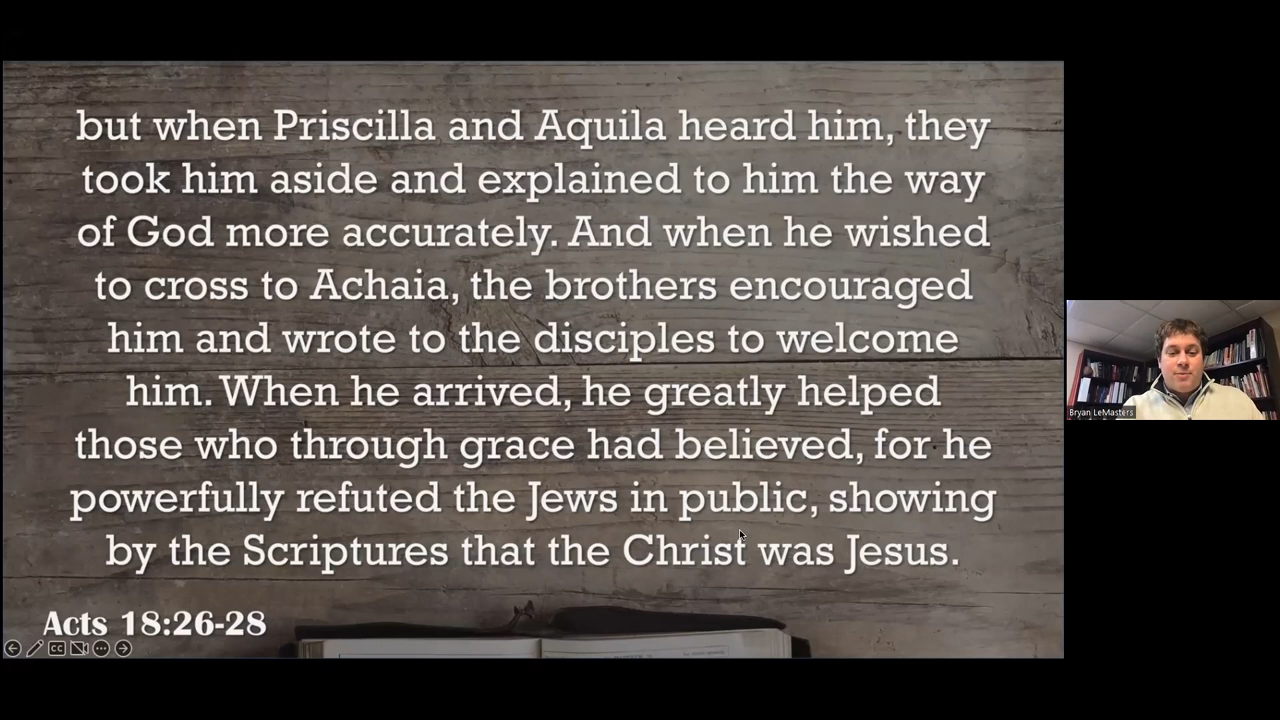 but when Priscilla and Aquila heard him, they
took him aside and explained to him the way
of God more accurately. And when he wished
to cross to Achaia, the brothers encouraged
him and wrote to the disciples to welcome
him. When he arrived, he greatly helped
those who through grace had believed, for he
powerfully refuted the Jews in public, showing
by the Scriptures that the Christ was Jesus.
Acts 18:26-28
CC
Bryan LeMasters